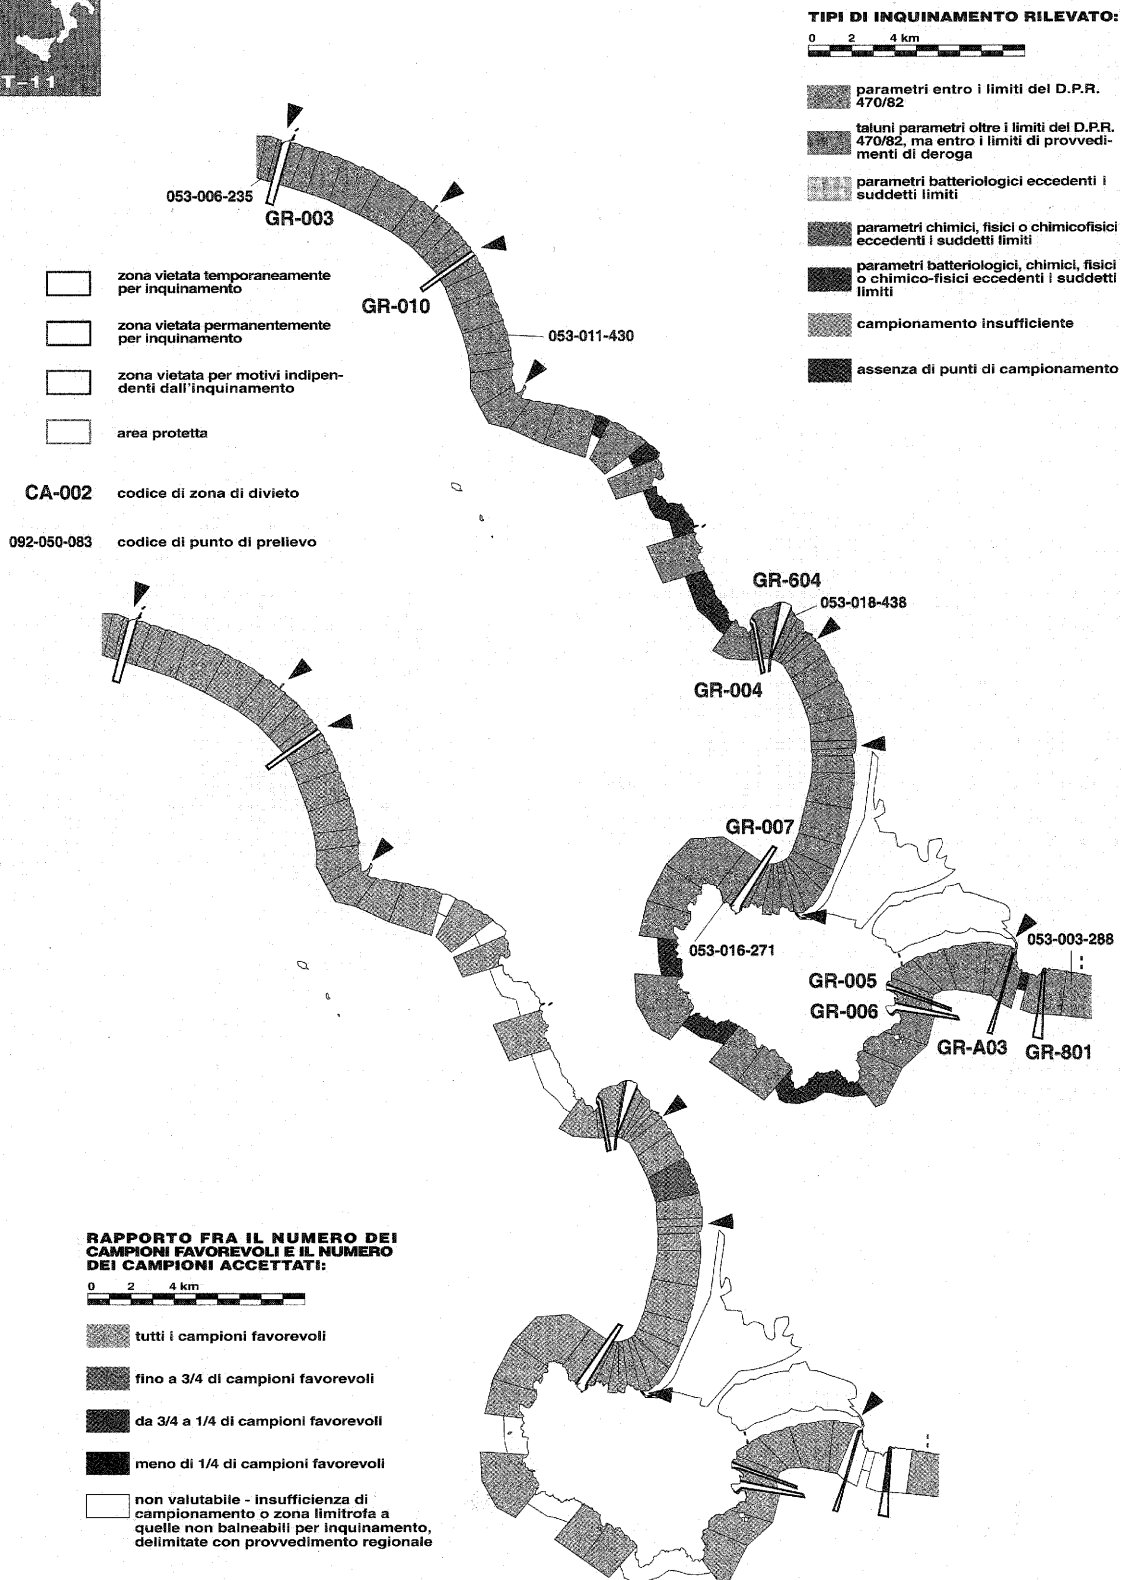 T-11
TIPI DI INQUINAMENTO RILEVATO:
0 2 4 km
parametri entro i limiti del D.P.R.
470/82
taluni parametri oltre i limiti del D.P.R.
470/82, ma entro i limiti di provvedi-
menti di deroga
parametri batteriologici eccedenti i
suddetti limiti
parametri chimici, fisici o chimicofisici
eccedenti i suddetti limiti
parametri batteriologici, chimici, fisici
o chimico-fisici eccedenti i suddetti
limiti
campionamento insufficiente
assenza di punti di campionamento
053-006-235
GR-003
GR-010
053-011-430
zona vietata temporaneamente
per inquinamento
zona vietata permanentemente
per inquinamento
zona vietata per motivi indipen-
denti dall'inquinamento
area protetta
CA-002 codice di zona di divieto
092-050-083 codice di punto di prelievo
GR-604
053-018-438
GR-004
GR-007
053-016-271
053-003-288
GR-005
GR-006
GR-A03
GR-801
RAPPORTO FRA IL NUMERO DEI
CAMPIONI FAVOREVOLI E IL NUMERO
DEI CAMPIONI ACCETTATI:
0 2 4 km
tutti i campioni favorevoli
fino a 3/4 di campioni favorevoli
da 3/4 a 1/4 di campioni favorevoli
meno di 1/4 di campioni favorevoli
non valutabile - insufficienza di
campionamento o zona limitrofa a
quelle non balneabili per inquinamento,
delimitate con provvedimento regionale